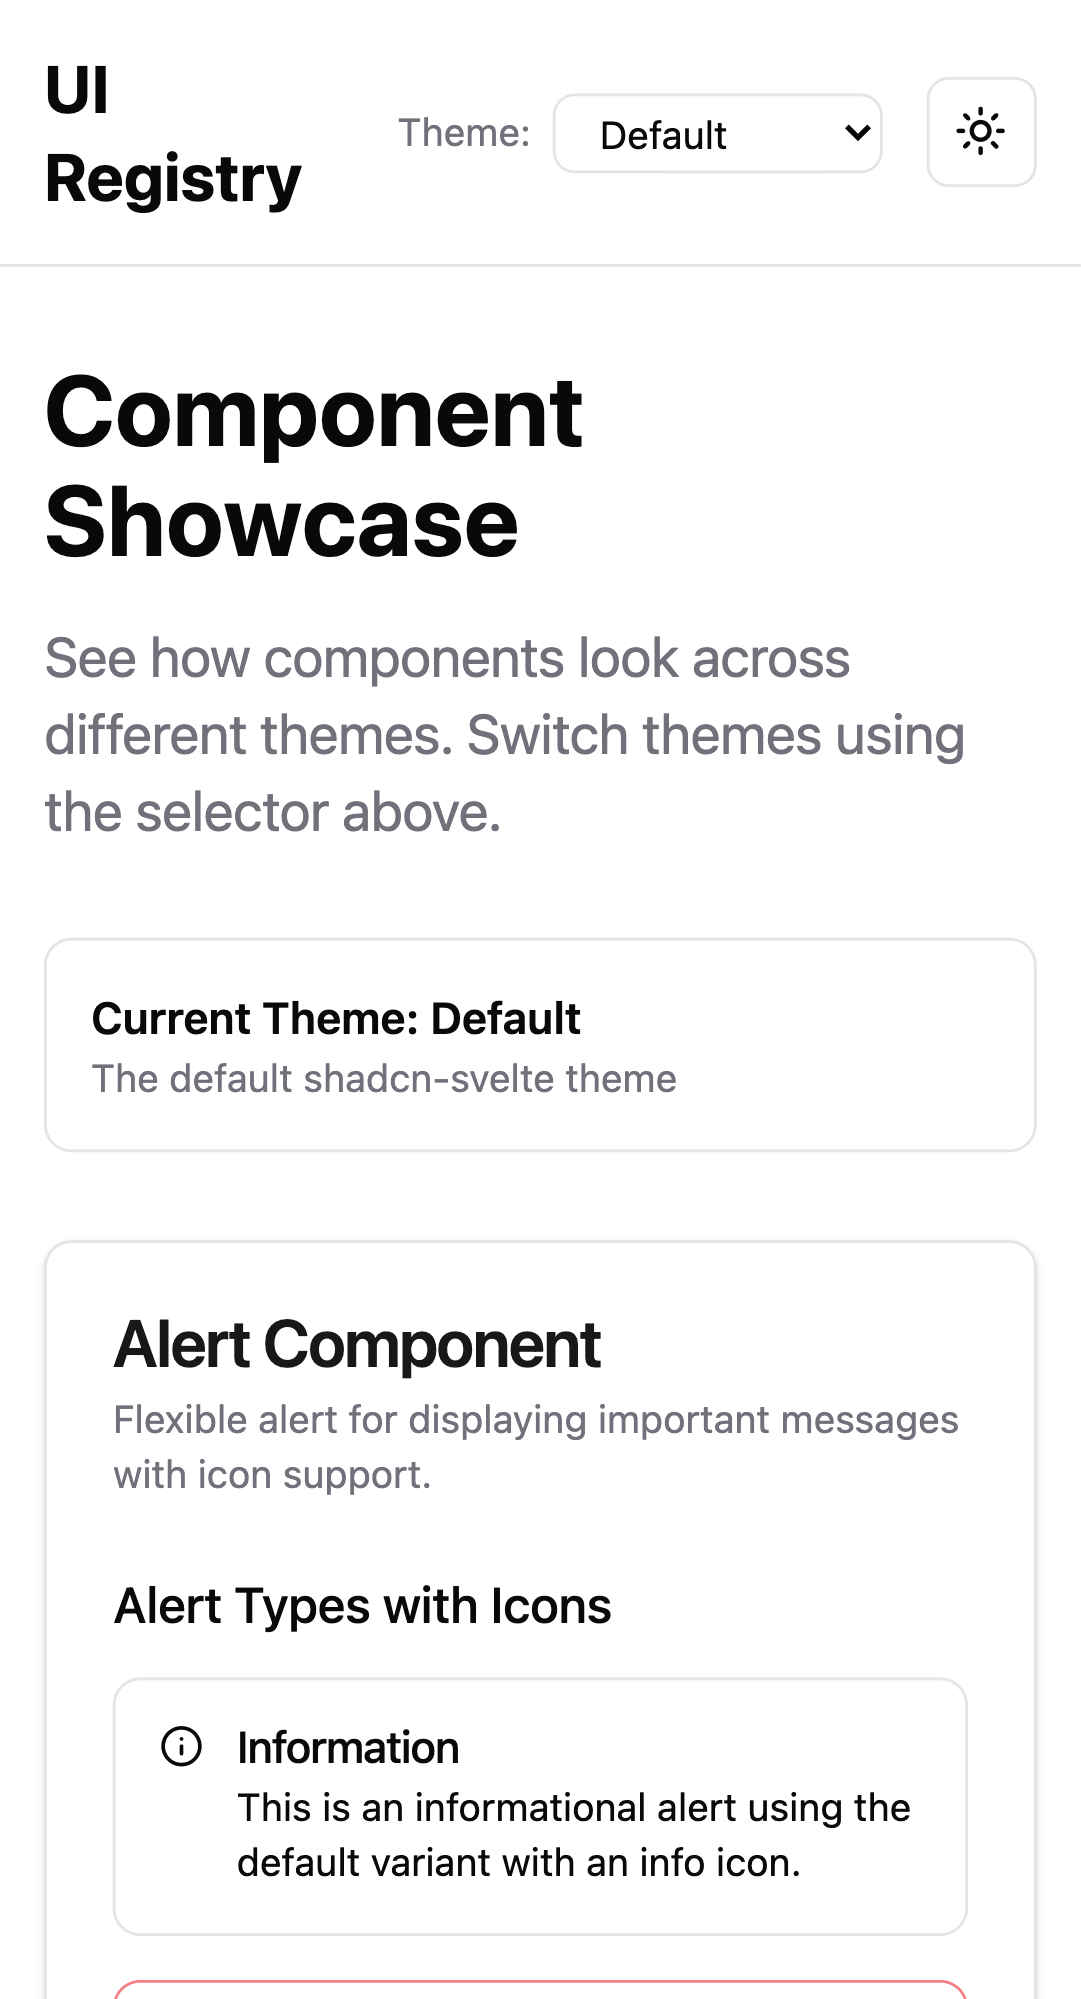 UI
Registry
Theme:
Default
Component
Showcase
See how components look across
different themes. Switch themes using
the selector above.
Current Theme: Default
The default shadcn-svelte theme
Alert Component
Flexible alert for displaying important messages
with icon support.
Alert Types with Icons
Information
This is an informational alert using the
default variant with an info icon.